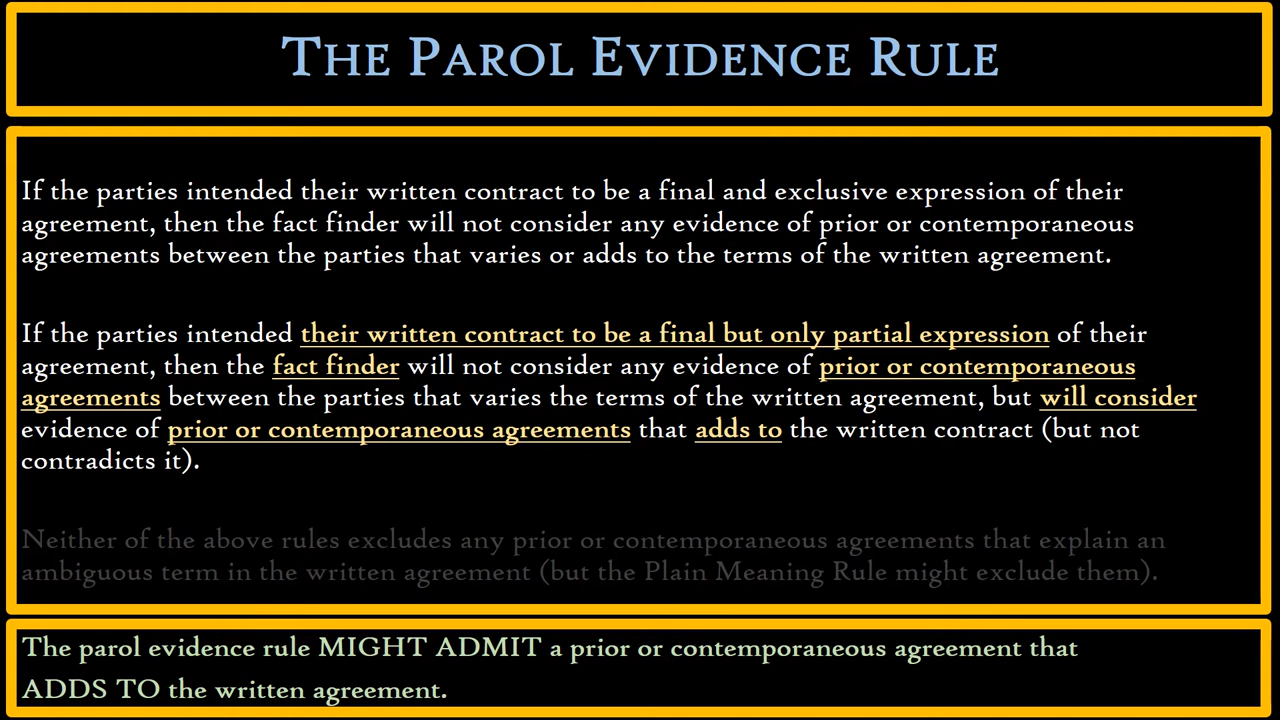 The Parol Evidence Rule
If the parties intended their written contract to be a final and exclusive expression of their
agreement, then the fact finder will not consider any evidence of prior or contemporaneous
agreements between the parties that varies or adds to the terms of the written agreement.
If the parties intended their written contract to be a final but only partial expression of their
agreement, then the fact finder will not consider any evidence of prior or contemporaneous
agreements between the parties that varies the terms of the written agreement, but will consider
evidence of prior or contemporaneous agreements that adds to the written contract (but not
contradicts it).
Neither of the above rules excludes any prior or contemporaneous agreements that explain an
ambiguous term in the written agreement (but the Plain Meaning Rule might exclude them).
The parol evidence rule MIGHT ADMIT a prior or contemporaneous agreement that
ADDS TO the written agreement.